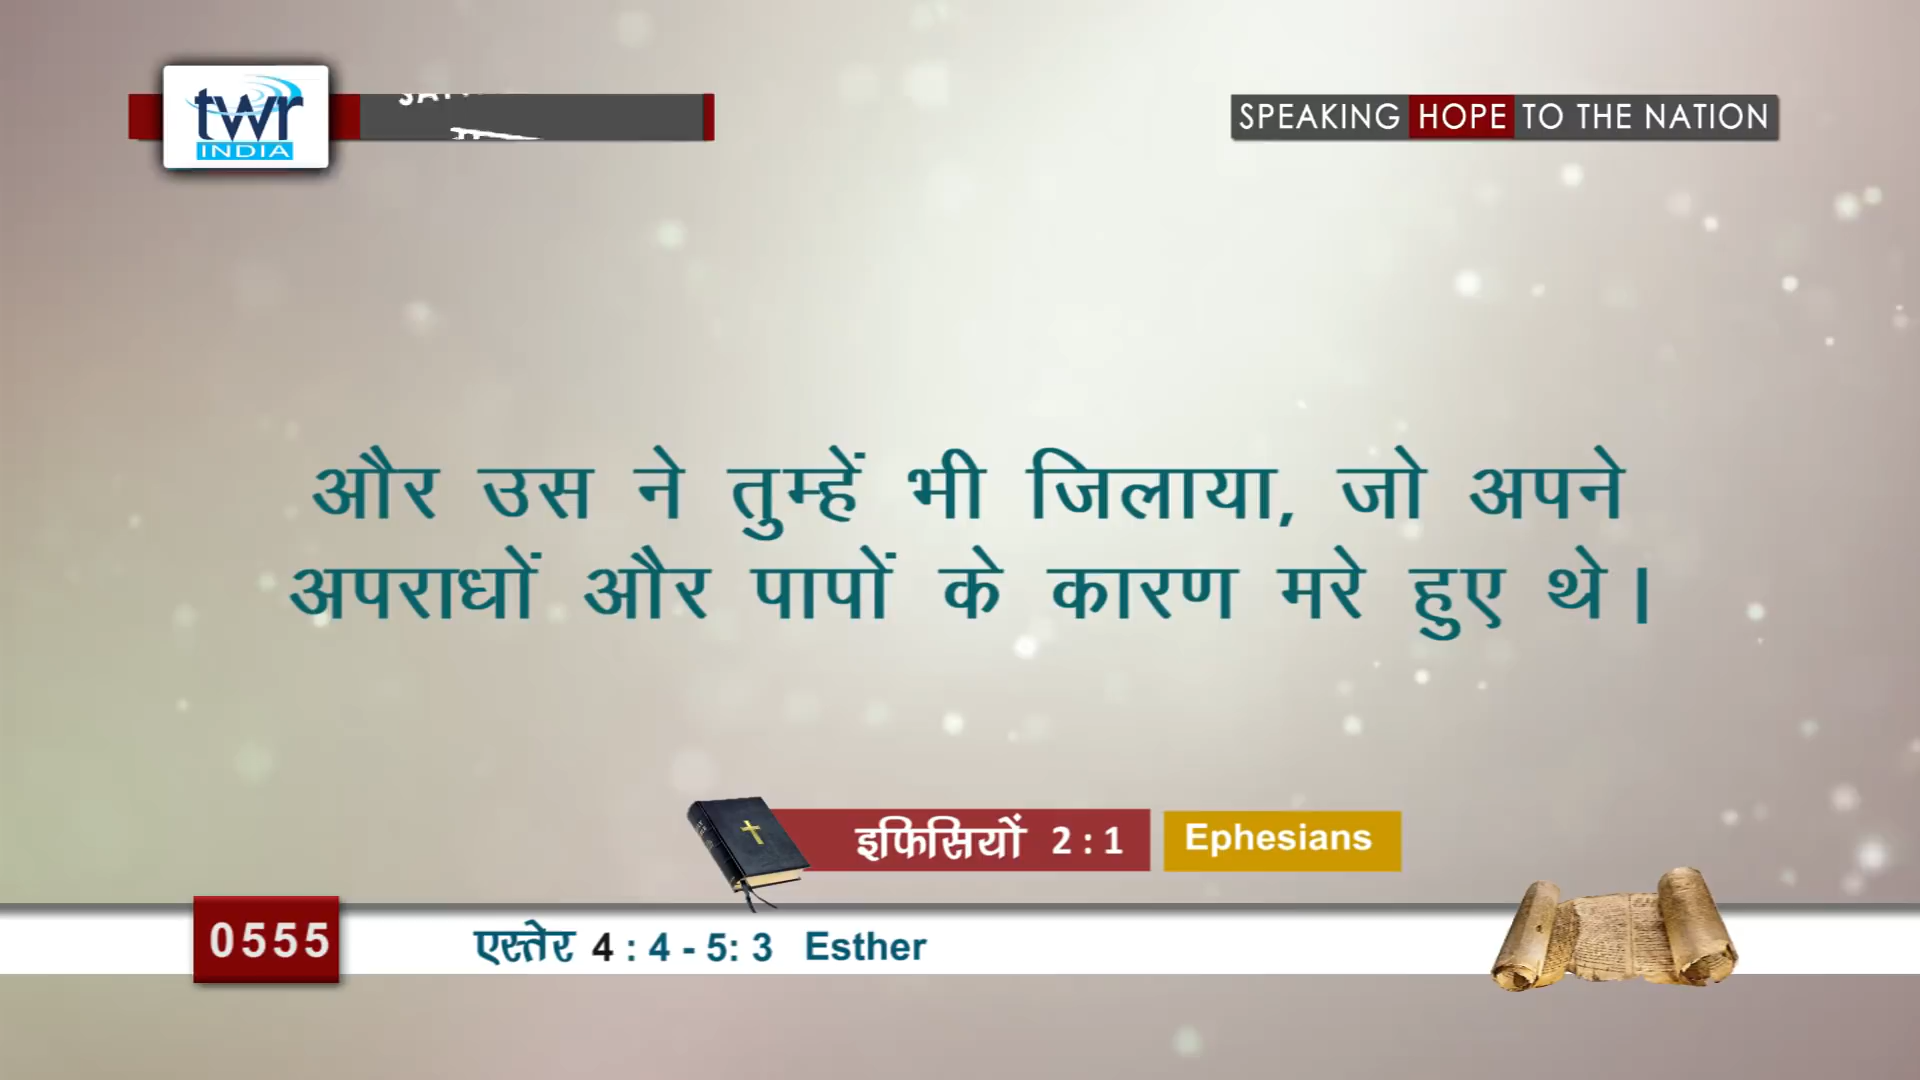 twr
INDIA
SPEAKING HOPE TO THE NATION
और उस ने तुम्हें भी जिलाया, जो अपने
अपराधों और पापों के कारण मरे हुए थे।
इफिसियों 2 : 1 Ephesians
0555 एस्तेर 4 : 4 - 5: 3 Esther